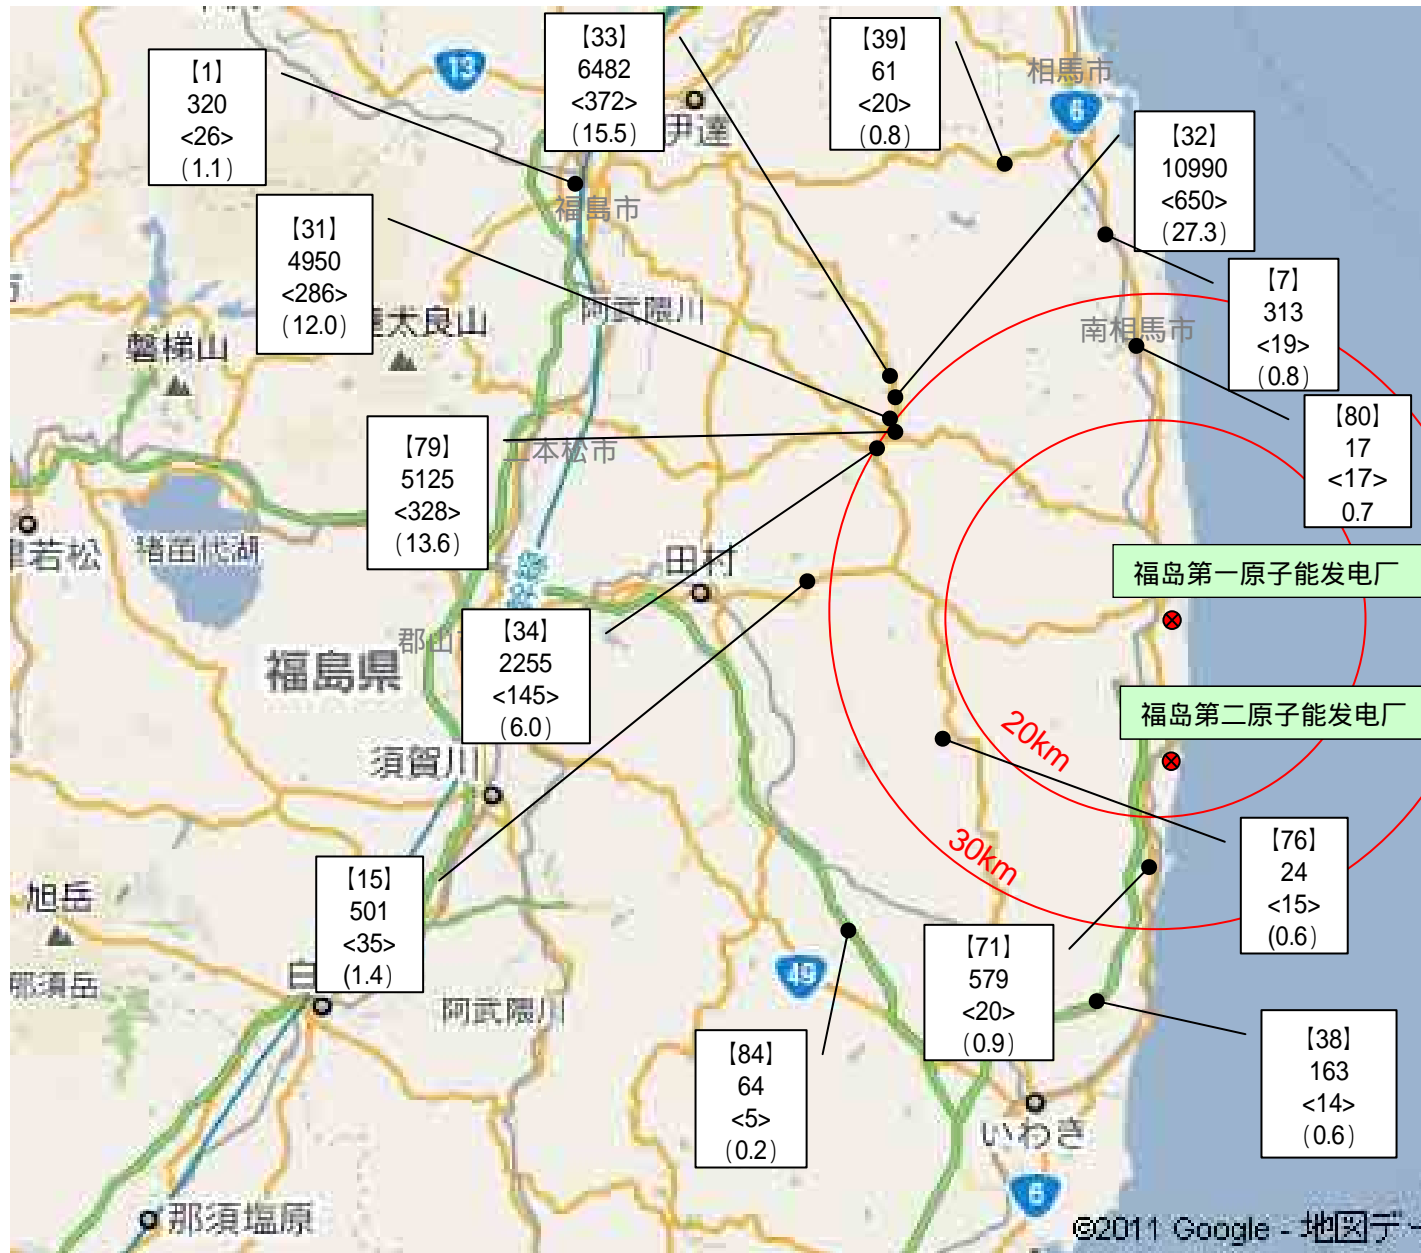 【33】
6482
<372>
(15.5)
【39】
61
<20>
(0.8)
【1】
320
<26>
(1.1)
13
相馬市
6
伊達
【32】
10990
<650>
(27.3)
福島市
【31】
4950
<286>
(12.0)
【7】
313
<19>
(0.8)
阿武隈川
太良山
磐梯山
南相馬市
【80】
17
<17>
0.7
【79】
5125
<328>
(13.6)
二本松市
若松
猪苗代湖
田村
福岛第一原子能发电厂
【34】
2255
<145>
(6.0)
郡山
福島県
福岛第二原子能发电厂
20km
須賀川
30km
【76】
24
<15>
(0.6)
【15】
501
<35>
(1.4)
旭岳
那須岳
白
阿武隈川
49
【71】
579
<20>
(0.9)
【84】
64
<5>
(0.2)
【38】
163
<14>
(0.6)
いわき
6
那須塩原
©2011 Google - 地図デー